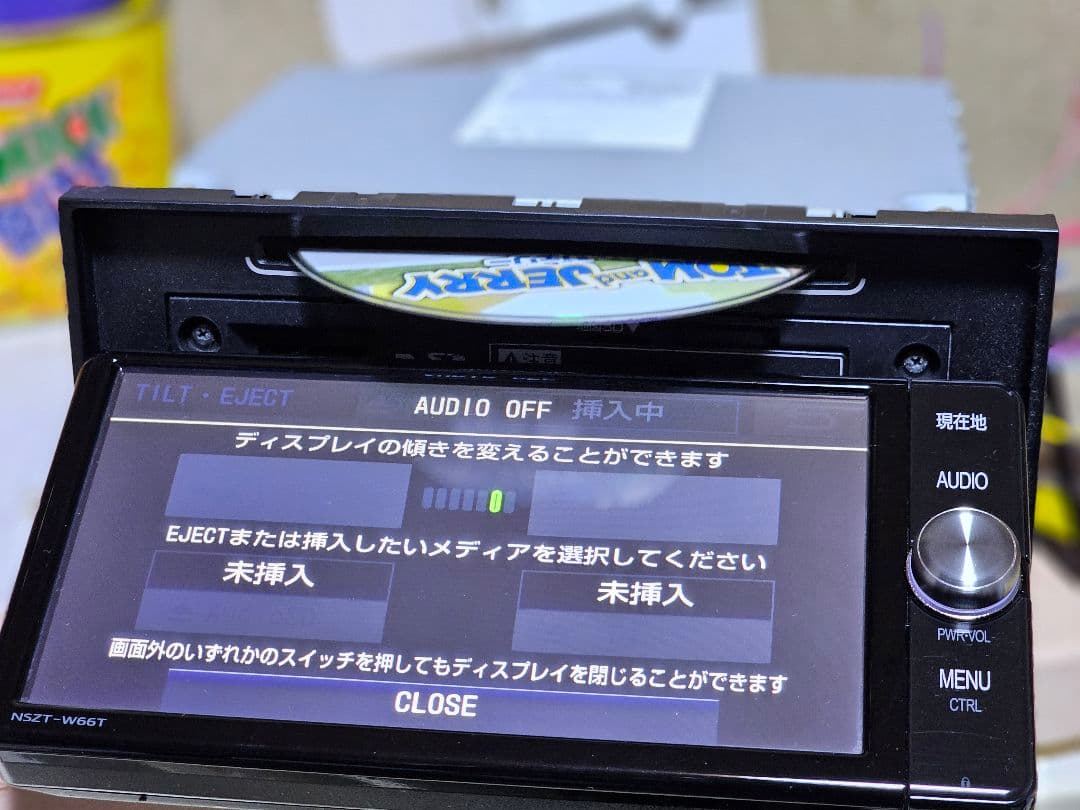 TOM and JERRY
注意
TILT・EJECT
AUDIO OFF 挿入中
ディスプレイの傾きを変えることができます
EJECTまたは挿入したいメディアを選択してください
未挿入
未挿入
画面外のいずれかのスイッチを押してもディスプレイを閉じることができます
CLOSE
NSZT-W66T
現在地
AUDIO
PWR・VOL
MENU
CTRL